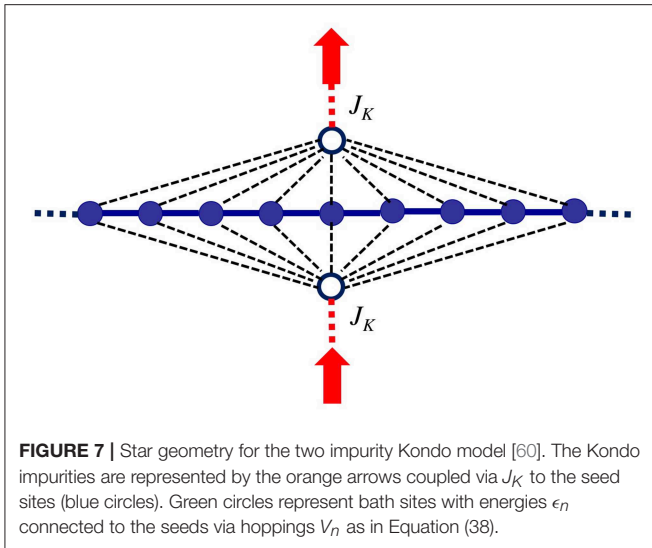 J_K
J_K
FIGURE 7 | Star geometry for the two impurity Kondo model [60]. The Kondo
impurities are represented by the orange arrows coupled via J_K to the seed
sites (blue circles). Green circles represent bath sites with energies ϵ_n
connected to the seeds via hoppings V_n as in Equation (38).